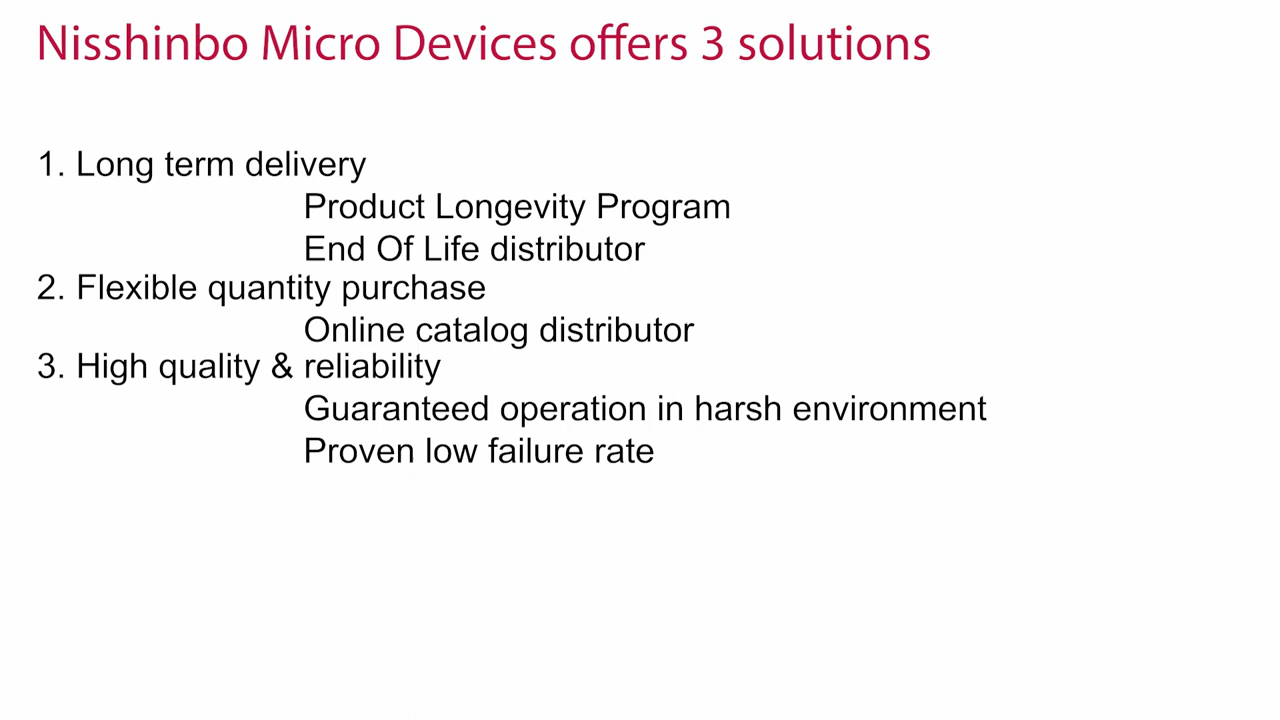 Nisshinbo Micro Devices offers 3 solutions
1. Long term delivery
Product Longevity Program
End Of Life distributor
2. Flexible quantity purchase
Online catalog distributor
3. High quality & reliability
Guaranteed operation in harsh environment
Proven low failure rate